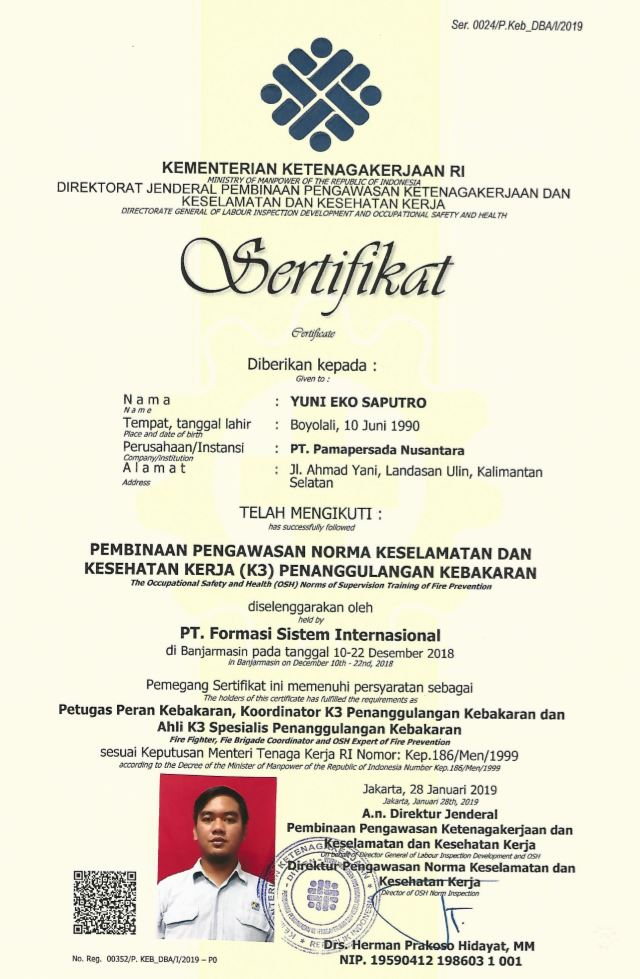 Ser. 0024/P.Keb_DBA/I/2019
KEMENTERIAN KETENAGAKERJAAN RI
MINISTRY OF MANPOWER OF THE REPUBLIC OF INDONESIA
DIREKTORAT JENDERAL PEMBINAAN PENGAWASAN KETENAGAKERJAAN DAN
KESELAMATAN DAN KESEHATAN KERJA
DIRECTORATE GENERAL OF LABOUR INSPECTION DEVELOPMENT AND OCCUPATIONAL SAFETY AND HEALTH
Sertifikat
Certificate
Diberikan kepada :
Given to :
Nama : YUNI EKO SAPUTRO
Name
Tempat, tanggal lahir : Boyolali, 10 Juni 1990
Place and date of birth
Perusahaan/Instansi : PT. Pamapersada Nusantara
Company/Institution
Alamat : Jl. Ahmad Yani, Landasan Ulin, Kalimantan
Address Selatan
TELAH MENGIKUTI :
has successfully followed
PEMBINAAN PENGAWASAN NORMA KESELAMATAN DAN
KESEHATAN KERJA (K3) PENANGGULANGAN KEBAKARAN
The Occupational Safety and Health (OSH) Norms of Supervision Training of Fire Prevention
diselenggarakan oleh
held by
PT. Formasi Sistem Internasional
di Banjarmasin pada tanggal 10-22 Desember 2018
in Banjarmasin on December 10th - 22nd, 2018
Pemegang Sertifikat ini memenuhi persyaratan sebagai
The holders of this certificate has fulfilled the requirements as
Petugas Peran Kebakaran, Koordinator K3 Penanggulangan Kebakaran dan
Ahli K3 Spesialis Penanggulangan Kebakaran
Fire Fighter, Fie Brigade Coordinator and OSH Expert of Fire Prevention
sesuai Keputusan Menteri Tenaga Kerja RI Nomor: Kep.186/Men/1999
according to the Decree of the Minister of Manpower of the Republic of Indonesia Number Kep.186/Men/1999
Jakarta, 28 Januari 2019
Jakarta, Januari 28th, 2019
A.n. Direktur Jenderal
Pembinaan Pengawasan Ketenagakerjaan dan
Keselamatan dan Kesehatan Kerja
On behalf of Director General of Labour Inspection Development and OSH
Direktur Pengawasan Norma Keselamatan dan
Kesehatan Kerja
Director of OSH Norm Inspection
Drs. Herman Prakoso Hidayat, MM
NIP. 19590412 198603 1 001
No. Reg. 00352/P. KEB_DBA/I/2019 – P0